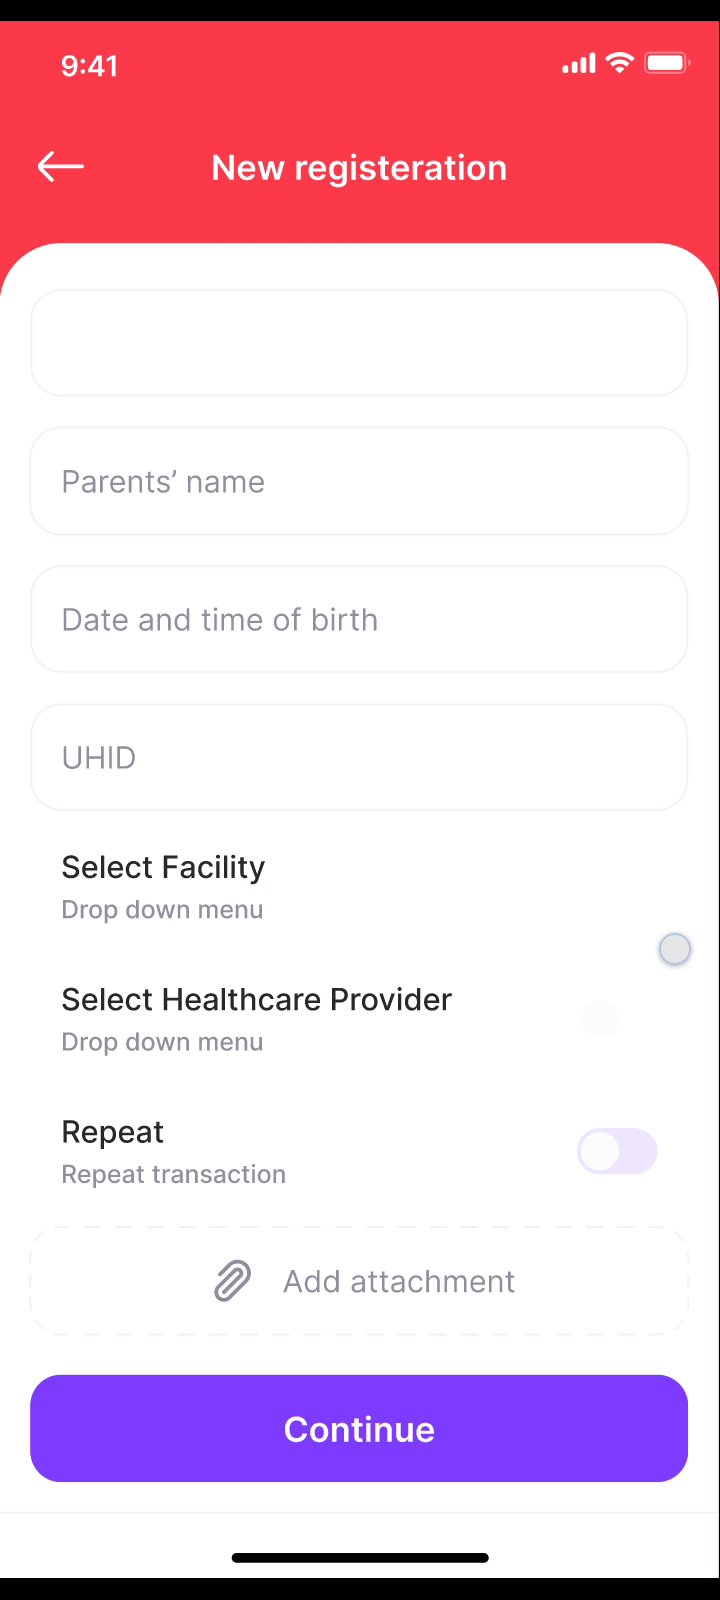 9:41
New registeration
Parents’ name
Date and time of birth
UHID
Select Facility
Drop down menu
Select Healthcare Provider
Drop down menu
Repeat
Repeat transaction
Add attachment
Continue